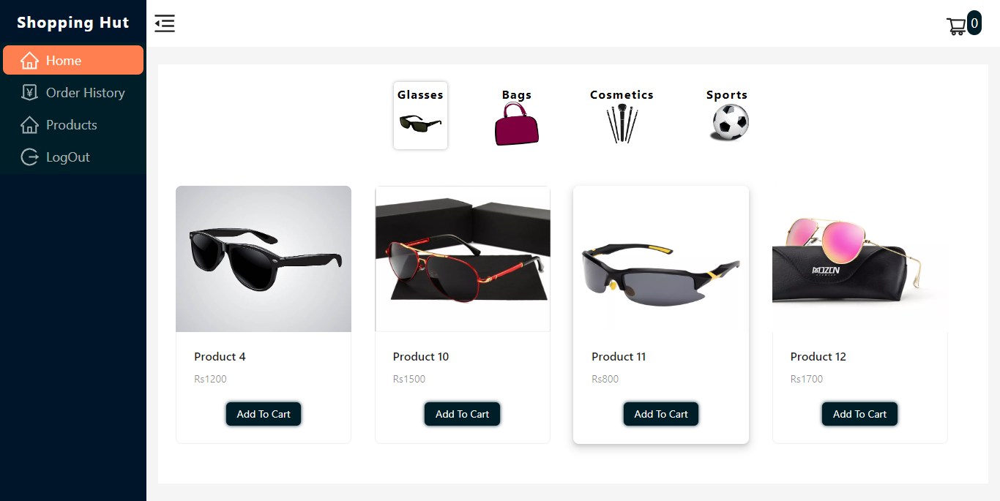 Shopping Hut
0
Home
Order History
Products
LogOut
Glasses Bags Cosmetics Sports
MOZEN
Product 4 Product 10 Product 11 Product 12
Rs1200 Rs1500 Rs800 Rs1700
Add To Cart Add To Cart Add To Cart Add To Cart